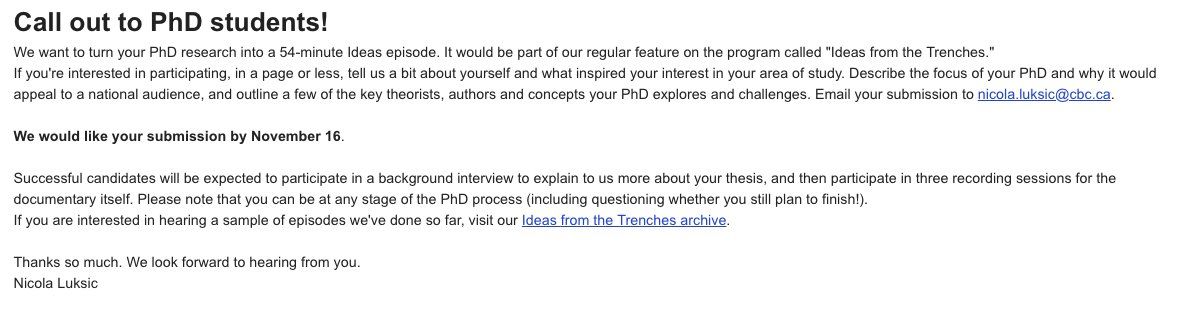 Call out to PhD students!
We want to turn your PhD research into a 54-minute Ideas episode. It would be part of our regular feature on the program called "Ideas from the Trenches."
If you're interested in participating, in a page or less, tell us a bit about yourself and what inspired your interest in your area of study. Describe the focus of your PhD and why it would
appeal to a national audience, and outline a few of the key theorists, authors and concepts your PhD explores and challenges. Email your submission to nicola.luksic@cbc.ca.
We would like your submission by November 16.
Successful candidates will be expected to participate in a background interview to explain to us more about your thesis, and then participate in three recording sessions for the
documentary itself. Please note that you can be at any stage of the PhD process (including questioning whether you still plan to finish!).
If you are interested in hearing a sample of episodes we've done so far, visit our Ideas from the Trenches archive.
Thanks so much. We look forward to hearing from you.
Nicola Luksic